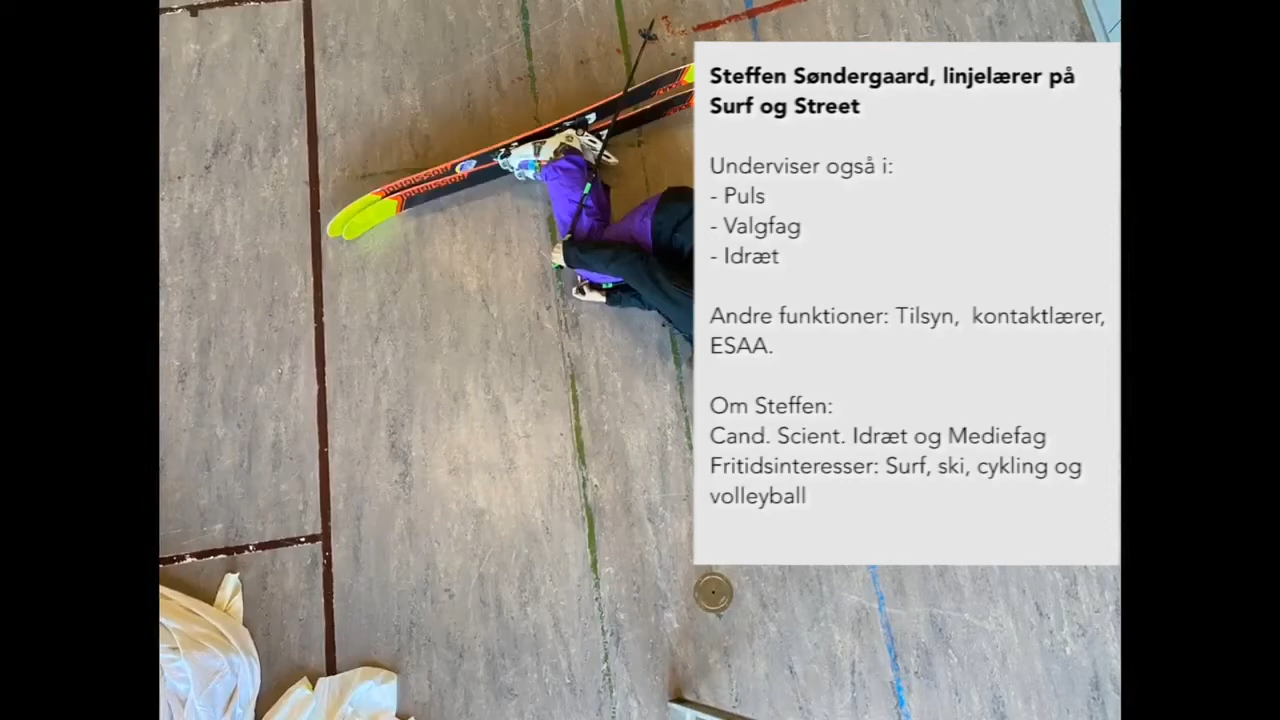 Steffen Søndergaard, linjelærer på
Surf og Street
Underviser også i:
- Puls
- Valgfag
- Idræt
Andre funktioner: Tilsyn, kontaktlærer,
ESAA.
Om Steffen:
Cand. Scient. Idræt og Mediefag
Fritidsinteresser: Surf, ski, cykling og
volleyball